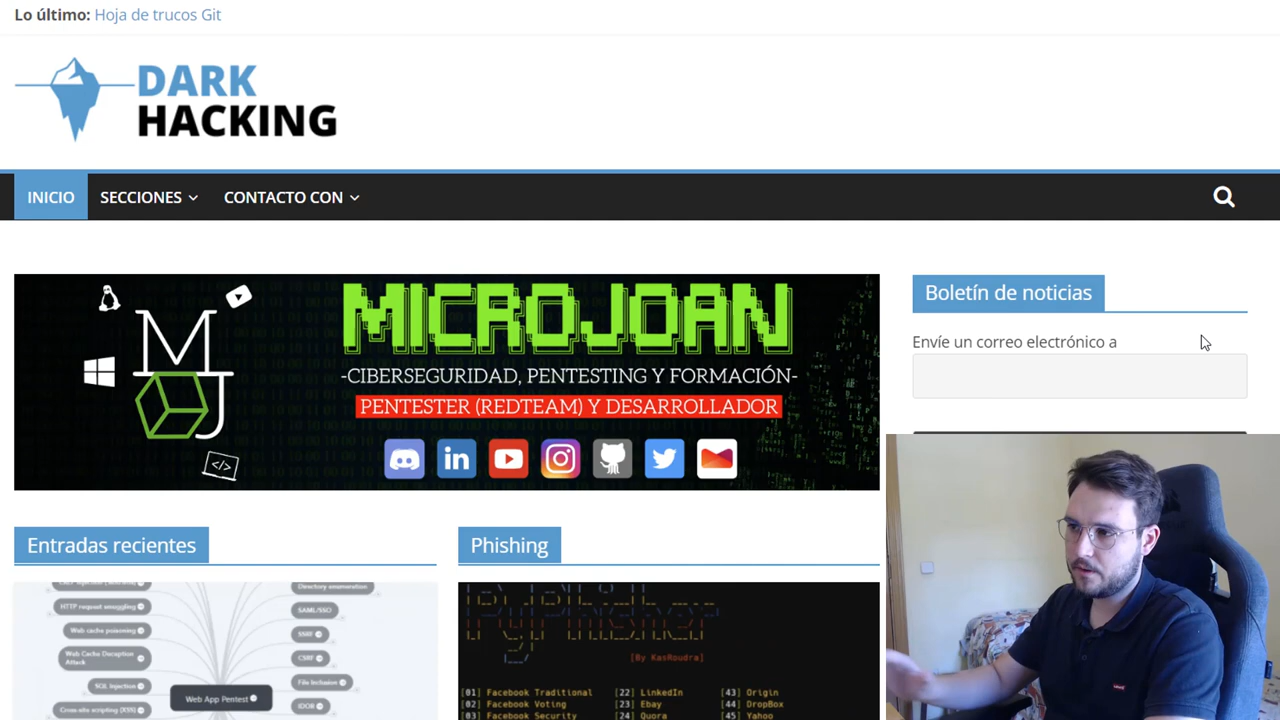 Lo último: Hoja de trucos Git
DARK
HACKING
INICIO
SECCIONES
CONTACTO CON
MJ
</>
MICROJOAN
-CIBERSEGURIDAD, PENTESTING Y FORMACIÓN-
PENTESTER (REDTEAM) Y DESARROLLADOR
in
Boletín de noticias
Envíe un correo electrónico a
Entradas recientes
Directory enumeration
HTTP request smuggling
SAML/SSO
Web cache poisoning
SSRF
Web Cache Deception
Attack
CSRF
File Inclusion
SQL Injection
Web App Pentest
IDOR
Cross-site scripting (XSS)
Phishing
PyPhisher
[By KasRoudra]
[01] Facebook Traditional [22] LinkedIn [43] Origin
[02] Facebook Voting [23] Ebay [44] DropBox
[03] Facebook Security [24] Quora [45] Yahoo